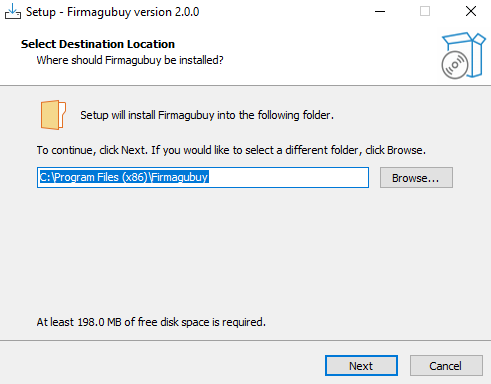 Setup - Firmagubuy version 2.0.0
Select Destination Location
Where should Firmagubuy be installed?
Setup will install Firmagubuy into the following folder.
To continue, click Next. If you would like to select a different folder, click Browse.
C:\Program Files (x86)\Firmagubuy
Browse...
At least 198.0 MB of free disk space is required.
Next
Cancel